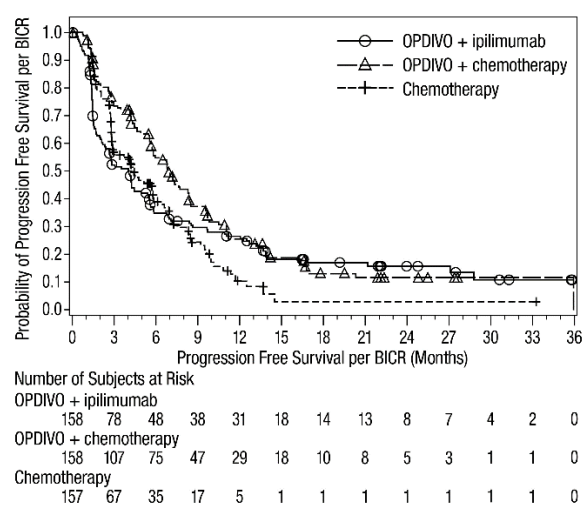 Probability of Progression Free Survival per BICR
1.0
0.9
0.8
0.7
0.6
0.5
0.4
0.3
0.2
0.1
0.0
OPDIVO + ipilimumab
OPDIVO + chemotherapy
Chemotherapy
0 3 6 9 12 15 18 21 24 27 30 33 36
Progression Free Survival per BICR (Months)
Number of Subjects at Risk
OPDIVO + ipilimumab
158 78 48 38 31 18 14 13 8 7 4 2 0
OPDIVO + chemotherapy
158 107 75 47 29 18 10 8 5 3 1 1 0
Chemotherapy
157 67 35 17 5 1 1 1 1 1 1 1 0